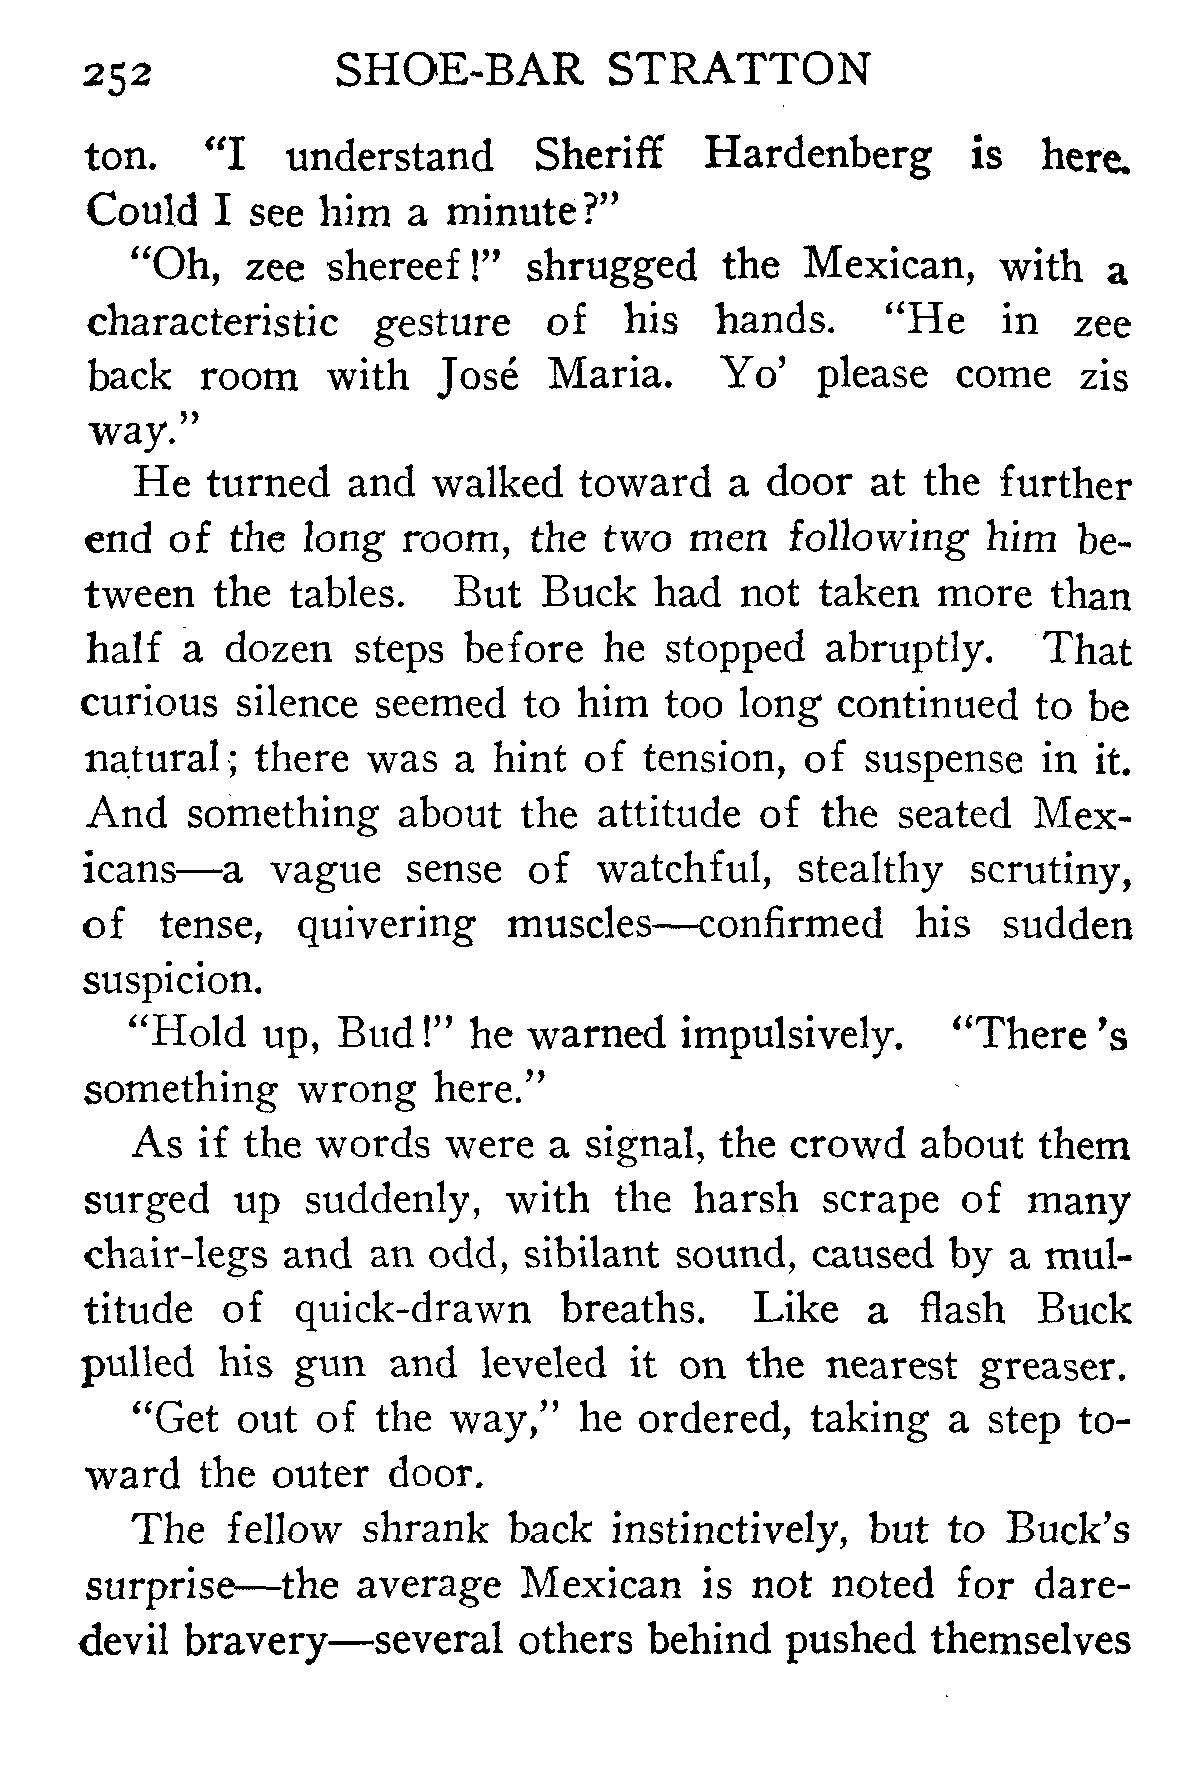 252 SHOE-BAR STRATTON
ton. “I understand Sheriff Hardenberg is here.
Could I see him a minute?”
“Oh, zee shereef!” shrugged the Mexican, with a
characteristic gesture of his hands. “He in zee
back room with José Maria. Yo’ please come zis
way.”
He turned and walked toward a door at the further
end of the long room, the two men following him be-
tween the tables. But Buck had not taken more than
half a dozen steps before he stopped abruptly. That
curious silence seemed to him too long continued to be
natural; there was a hint of tension, of suspense in it.
And something about the attitude of the seated Mex-
icans—a vague sense of watchful, stealthy scrutiny,
of tense, quivering muscles—confirmed his sudden
suspicion.
“Hold up, Bud!” he warned impulsively. “There ’s
something wrong here.”
As if the words were a signal, the crowd about them
surged up suddenly, with the harsh scrape of many
chair-legs and an odd, sibilant sound, caused by a mul-
titude of quick-drawn breaths. Like a flash Buck
pulled his gun and leveled it on the nearest greaser.
“Get out of the way,” he ordered, taking a step to-
ward the outer door.
The fellow shrank back instinctively, but to Buck’s
surprise—the average Mexican is not noted for dare-
devil bravery—several others behind pushed themselves